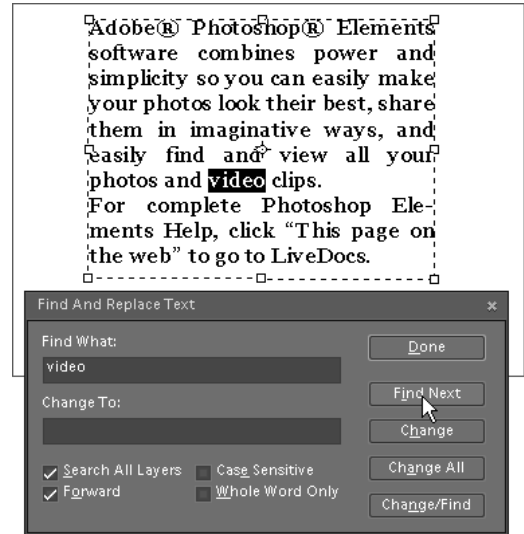 Adobe® Photoshop® Elements
software combines power and
simplicity so you can easily make
your photos look their best, share
them in imaginative ways, and
easily find and view all your
photos and video clips.
For complete Photoshop Ele-
ments Help, click “This page on
the web” to go to LiveDocs.
Find And Replace Text
Find What:
video
Change To:
Search All Layers
Case Sensitive
Forward
Whole Word Only
Done
Find Next
Change
Change All
Change/Find